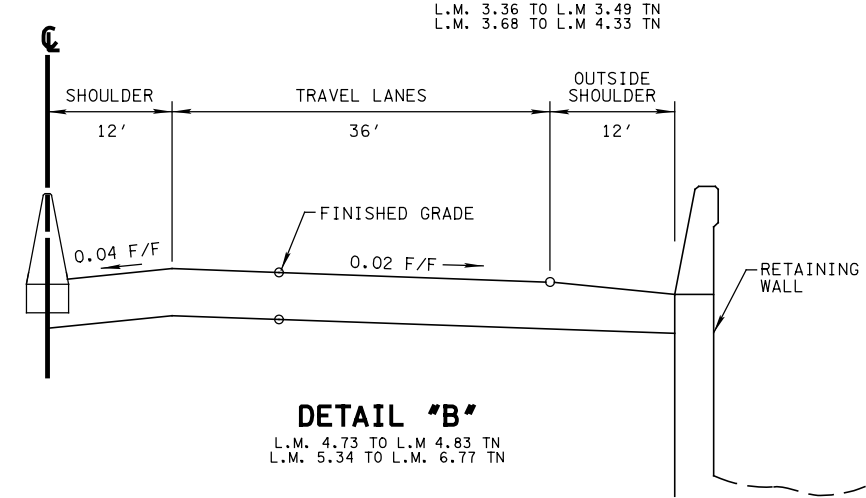 L.M. 3.36 TO L.M 3.49 TN
L.M. 3.68 TO L.M 4.33 TN
℄
SHOULDER
TRAVEL LANES
OUTSIDE
SHOULDER
12'
36'
12'
FINISHED GRADE
0.04 F/F
0.02 F/F
RETAINING
WALL
DETAIL "B"
L.M. 4.73 TO L.M 4.83 TN
L.M. 5.34 TO L.M. 6.77 TN